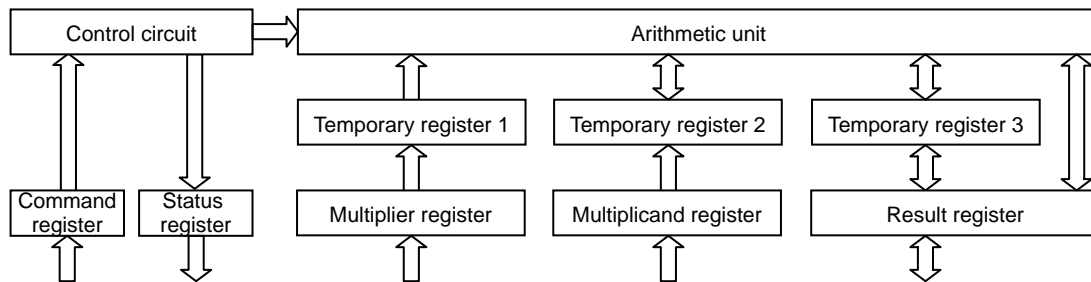 Control circuit
Arithmetic unit
Temporary register 1
Temporary register 2
Temporary register 3
Command
register
Status
register
Multiplier register
Multiplicand register
Result register